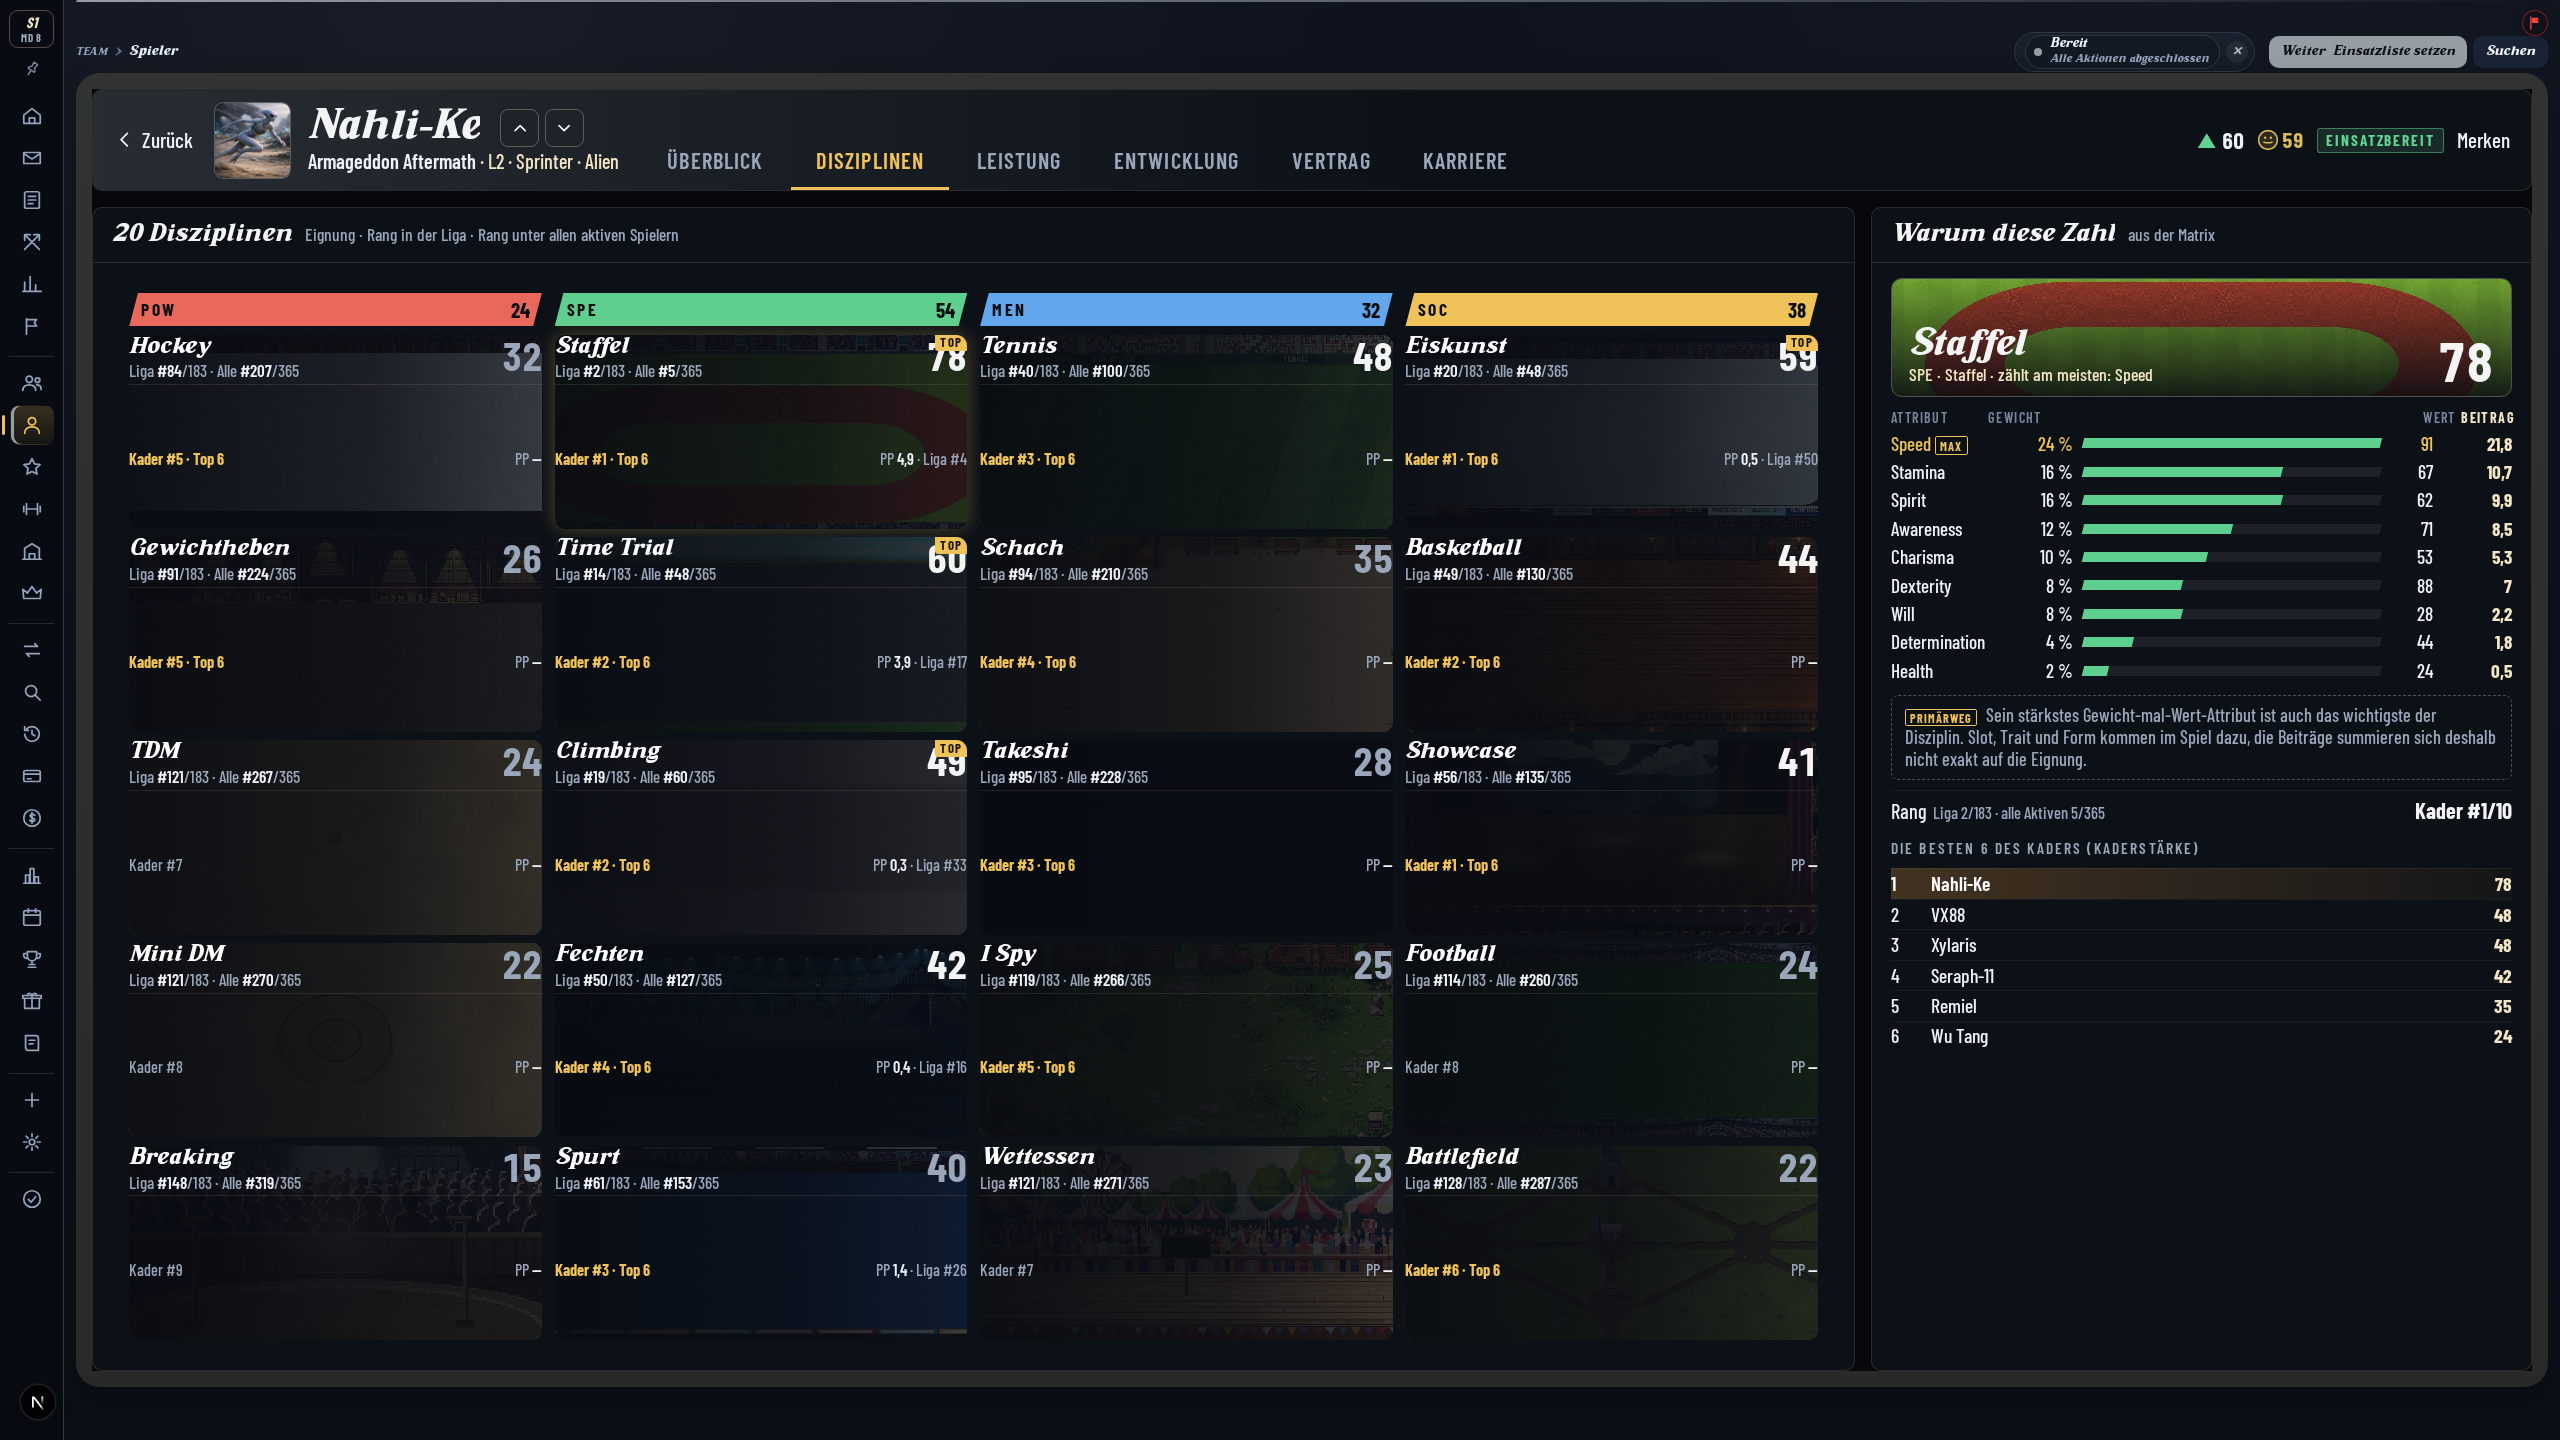 S1
MD 8
TEAM › Spieler
Bereit
Alle Aktionen abgeschlossen
Weiter Einsatzliste setzen
Suchen
Zurück
Nahli-Ke
Armageddon Aftermath · L2 · Sprinter · Alien
ÜBERBLICK
DISZIPLINEN
LEISTUNG
ENTWICKLUNG
VERTRAG
KARRIERE
60
59
EINSATZBEREIT
Merken
20 Disziplinen Eignung · Rang in der Liga · Rang unter allen aktiven Spielern
POW 24
SPE 54
MEN 32
SOC 38
Hockey 32
Liga #84/183 · Alle #207/365
Kader #5 · Top 6 PP –
Staffel TOP 78
Liga #2/183 · Alle #5/365
Kader #1 · Top 6 PP 4,9 · Liga #4
Tennis 48
Liga #40/183 · Alle #100/365
Kader #3 · Top 6 PP –
Eiskunst TOP 59
Liga #20/183 · Alle #48/365
Kader #1 · Top 6 PP 0,5 · Liga #50
Gewichtheben 26
Liga #91/183 · Alle #224/365
Kader #5 · Top 6 PP –
Time Trial TOP 60
Liga #14/183 · Alle #48/365
Kader #2 · Top 6 PP 3,9 · Liga #17
Schach 35
Liga #94/183 · Alle #210/365
Kader #4 · Top 6 PP –
Basketball 44
Liga #49/183 · Alle #130/365
Kader #2 · Top 6 PP –
TDM 24
Liga #121/183 · Alle #267/365
Kader #7 PP –
Climbing TOP 49
Liga #19/183 · Alle #60/365
Kader #2 · Top 6 PP 0,3 · Liga #33
Takeshi 28
Liga #95/183 · Alle #228/365
Kader #3 · Top 6 PP –
Showcase 41
Liga #56/183 · Alle #135/365
Kader #1 · Top 6 PP –
Mini DM 22
Liga #121/183 · Alle #270/365
Kader #8 PP –
Fechten 42
Liga #50/183 · Alle #127/365
Kader #4 · Top 6 PP 0,4 · Liga #16
I Spy 25
Liga #119/183 · Alle #266/365
Kader #5 · Top 6 PP –
Football 24
Liga #114/183 · Alle #260/365
Kader #8 PP –
Breaking 15
Liga #148/183 · Alle #319/365
Kader #9 PP –
Spurt 40
Liga #61/183 · Alle #153/365
Kader #3 · Top 6 PP 1,4 · Liga #26
Wettessen 23
Liga #121/183 · Alle #271/365
Kader #7 PP –
Battlefield 22
Liga #128/183 · Alle #287/365
Kader #6 · Top 6 PP –
Warum diese Zahl aus der Matrix
Staffel
SPE · Staffel · zählt am meisten: Speed
78
ATTRIBUT GEWICHT WERT BEITRAG
Speed MAX 24 % 91 21,8
Stamina 16 % 67 10,7
Spirit 16 % 62 9,9
Awareness 12 % 71 8,5
Charisma 10 % 53 5,3
Dexterity 8 % 88 7
Will 8 % 28 2,2
Determination 4 % 44 1,8
Health 2 % 24 0,5
PRIMÄRWEG Sein stärkstes Gewicht-mal-Wert-Attribut ist auch das wichtigste der
Disziplin. Slot, Trait und Form kommen im Spiel dazu, die Beiträge summieren sich deshalb
nicht exakt auf die Eignung.
Rang Liga 2/183 · alle Aktiven 5/365 Kader #1/10
DIE BESTEN 6 DES KADERS (KADERSTÄRKE)
1 Nahli-Ke 78
2 VX88 48
3 Xylaris 48
4 Seraph-11 42
5 Remiel 35
6 Wu Tang 24
N